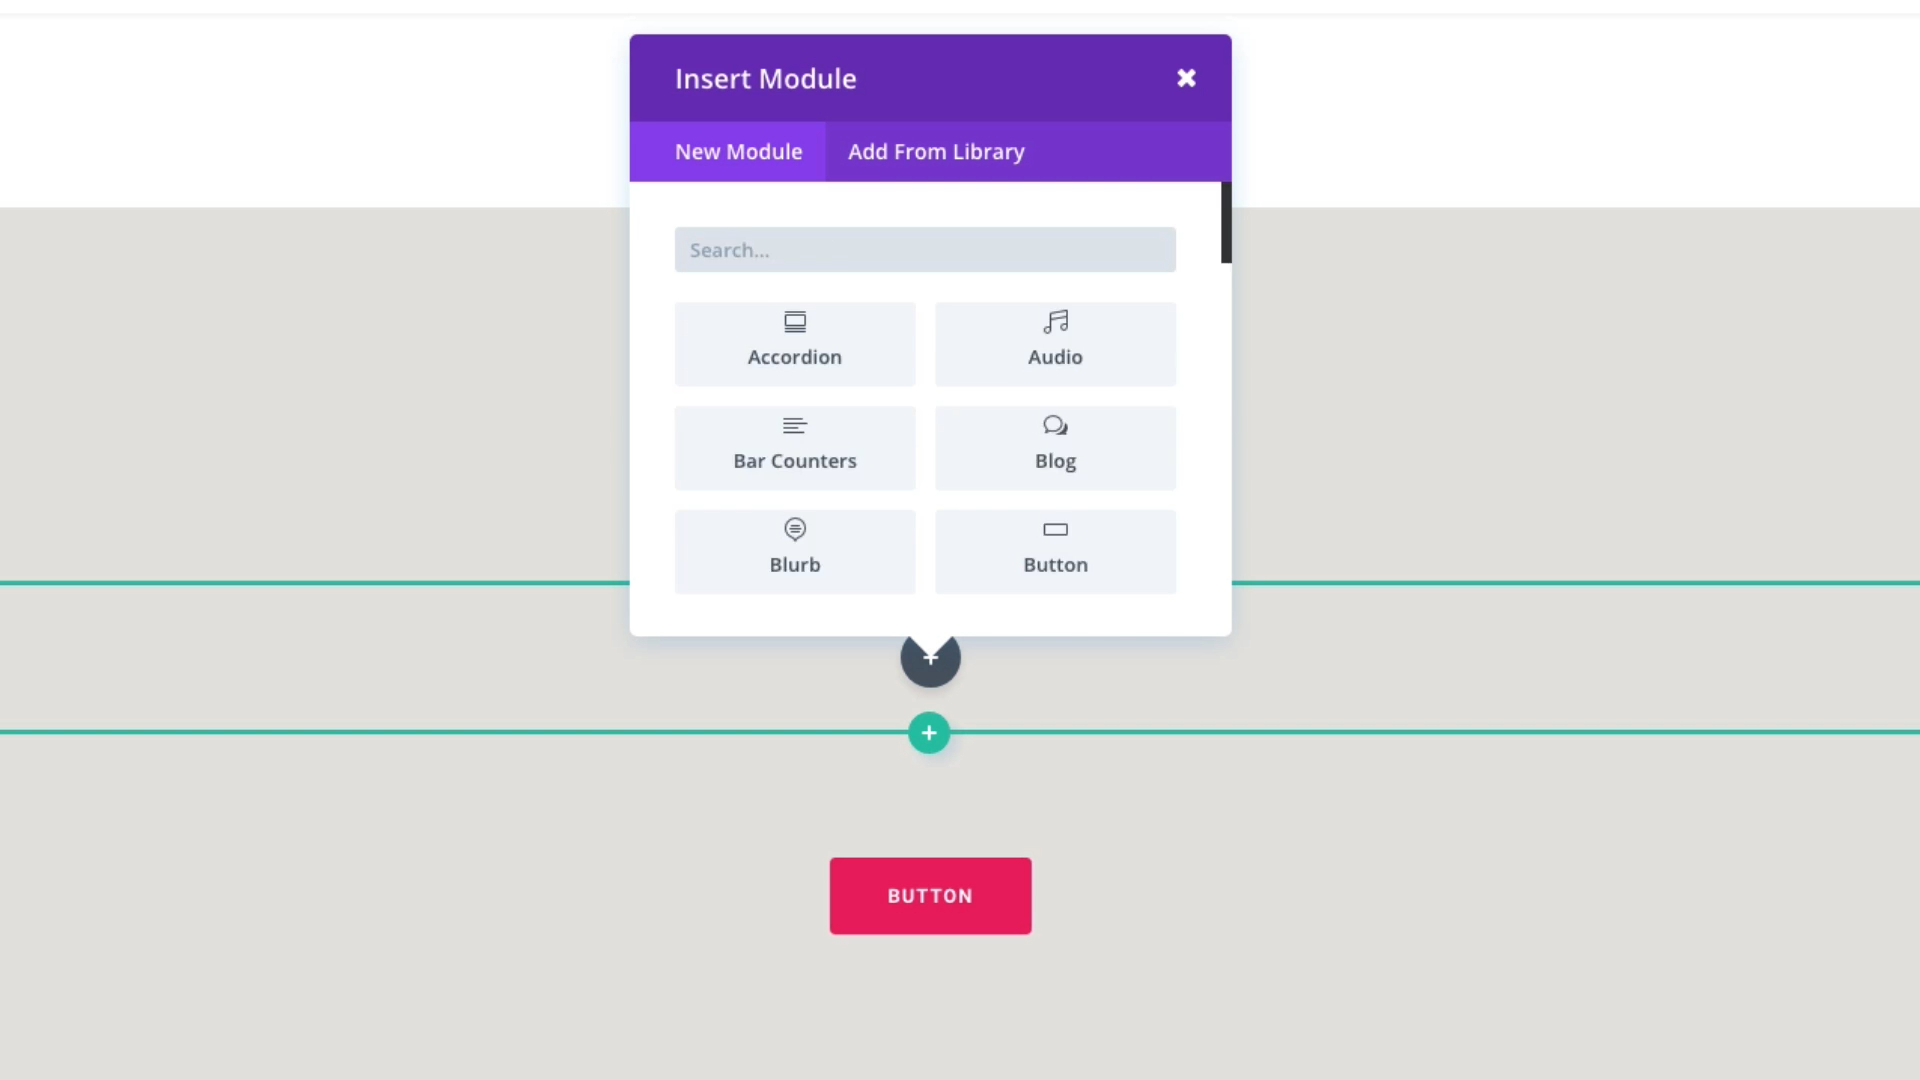 Insert Module
New Module Add From Library
Search...
Accordion Audio
Bar Counters Blog
Blurb Button
BUTTON